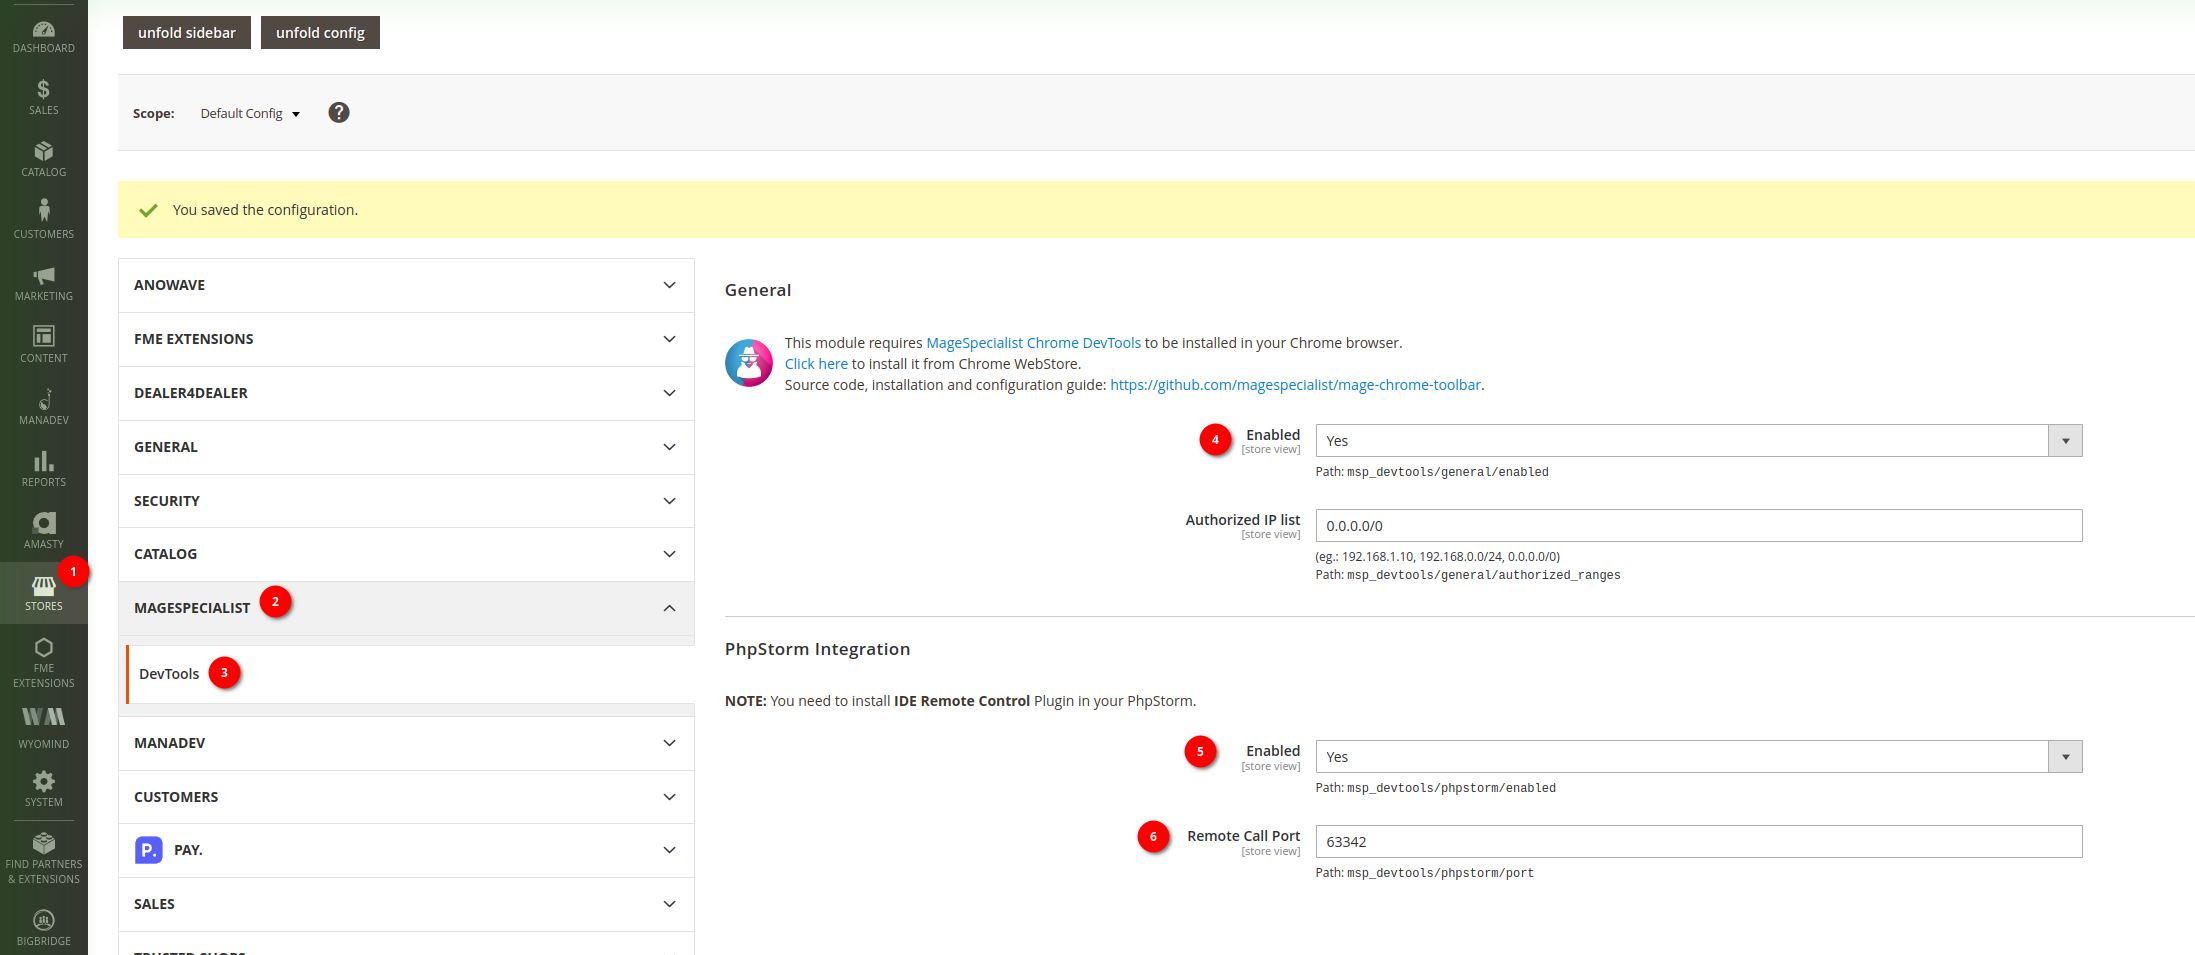 unfold sidebar
unfold config
Scope:
Default Config
?
You saved the configuration.
DASHBOARD
$
SALES
CATALOG
CUSTOMERS
MARKETING
CONTENT
MANADEV
REPORTS
AMASTY
1
STORES
FME
EXTENSIONS
WYOMIND
SYSTEM
FIND PARTNERS
& EXTENSIONS
BIGBRIDGE
ANOWAVE
FME EXTENSIONS
DEALER4DEALER
GENERAL
SECURITY
CATALOG
MAGESPECIALIST 2
DevTools 3
MANADEV
CUSTOMERS
P. PAY.
SALES
TRUSTED SHOPS
General
This module requires MageSpecialist Chrome DevTools to be installed in your Chrome browser.
Click here to install it from Chrome WebStore.
Source code, installation and configuration guide: https://github.com/magespecialist/mage-chrome-toolbar.
4 Enabled
[store view]
Yes
Path: msp_devtools/general/enabled
Authorized IP list
[store view]
0.0.0.0/0
(eg.: 192.168.1.10, 192.168.0.0/24, 0.0.0.0/0)
Path: msp_devtools/general/authorized_ranges
PhpStorm Integration
NOTE: You need to install IDE Remote Control Plugin in your PhpStorm.
5 Enabled
[store view]
Yes
Path: msp_devtools/phpstorm/enabled
6 Remote Call Port
[store view]
63342
Path: msp_devtools/phpstorm/port